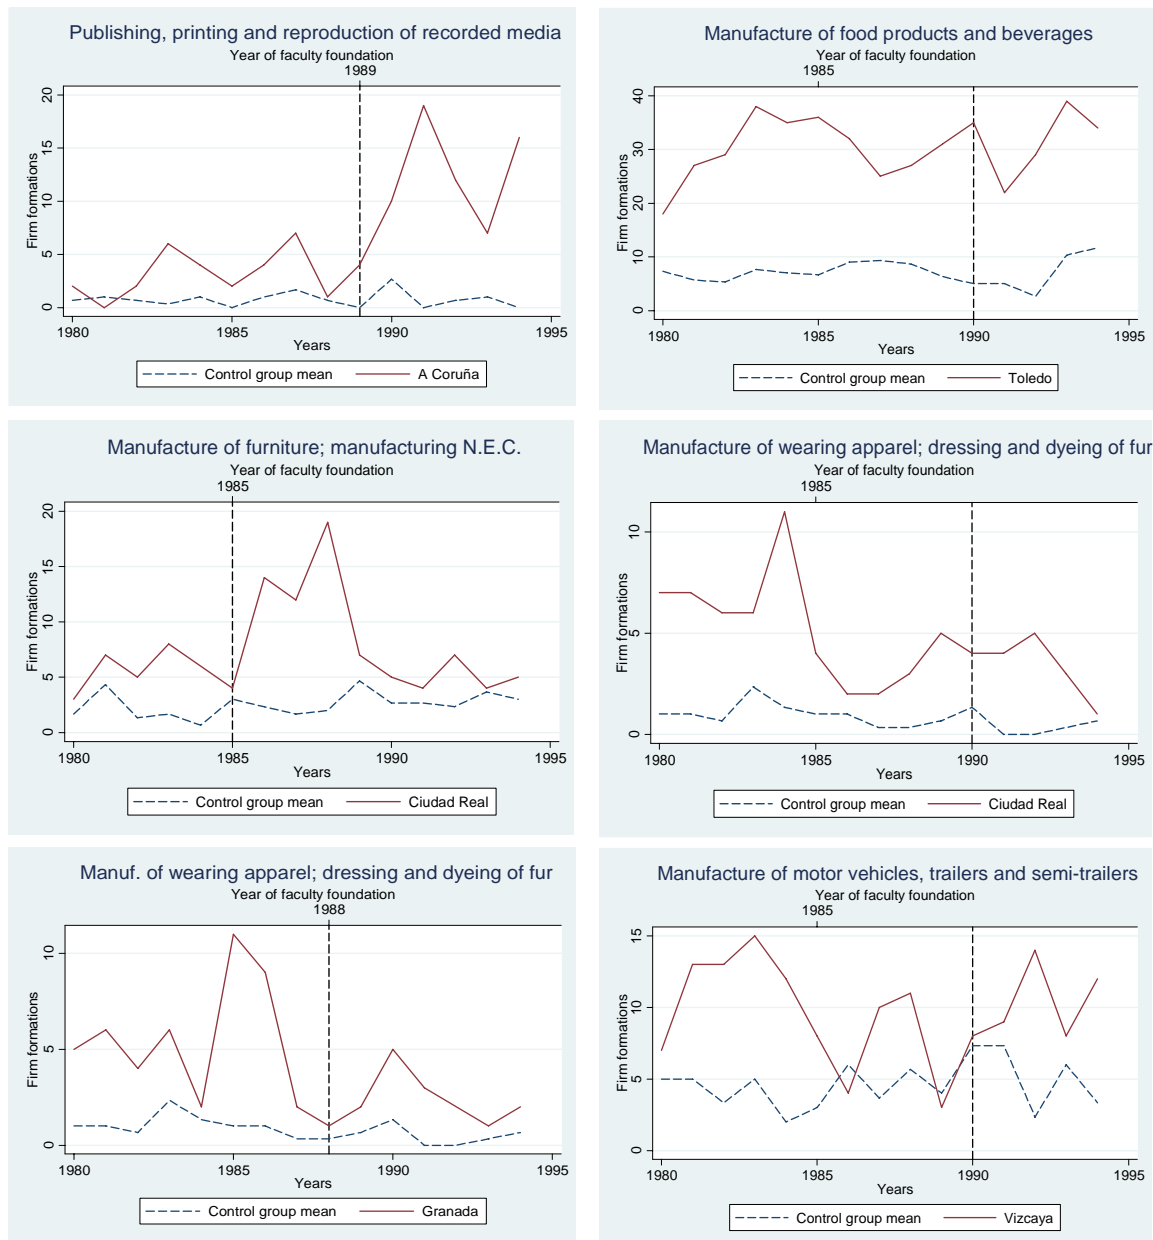 Publishing, printing and reproduction of recorded media
Year of faculty foundation
1989
Firm formations
20
15
10
5
0
1980 1985 1990 1995
Years
Control group mean A Coruña
Manufacture of food products and beverages
Year of faculty foundation
1985
Firm formations
40
30
20
10
0
1980 1985 1990 1995
Years
Control group mean Toledo
Manufacture of furniture; manufacturing N.E.C.
Year of faculty foundation
1985
Firm formations
20
15
10
5
0
1980 1985 1990 1995
Years
Control group mean Ciudad Real
Manufacture of wearing apparel; dressing and dyeing of fur
Year of faculty foundation
1985
Firm formations
10
5
0
1980 1985 1990 1995
Years
Control group mean Ciudad Real
Manuf. of wearing apparel; dressing and dyeing of fur
Year of faculty foundation
1988
Firm formations
10
5
0
1980 1985 1990 1995
Years
Control group mean Granada
Manufacture of motor vehicles, trailers and semi-trailers
Year of faculty foundation
1985
Firm formations
15
10
5
0
1980 1985 1990 1995
Years
Control group mean Vizcaya